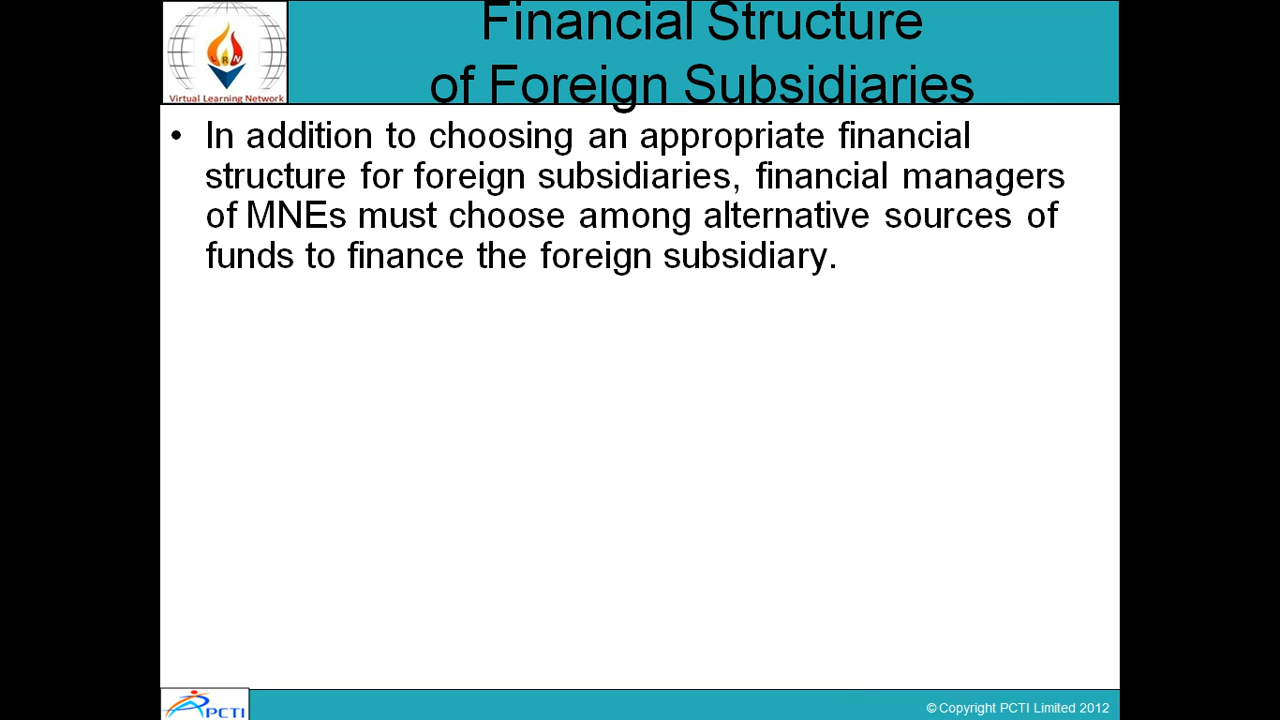 Financial Structure
of Foreign Subsidiaries
Virtual Learning Network
• In addition to choosing an appropriate financial
structure for foreign subsidiaries, financial managers
of MNEs must choose among alternative sources of
funds to finance the foreign subsidiary.
PCTI
© Copyright PCTI Limited 2012